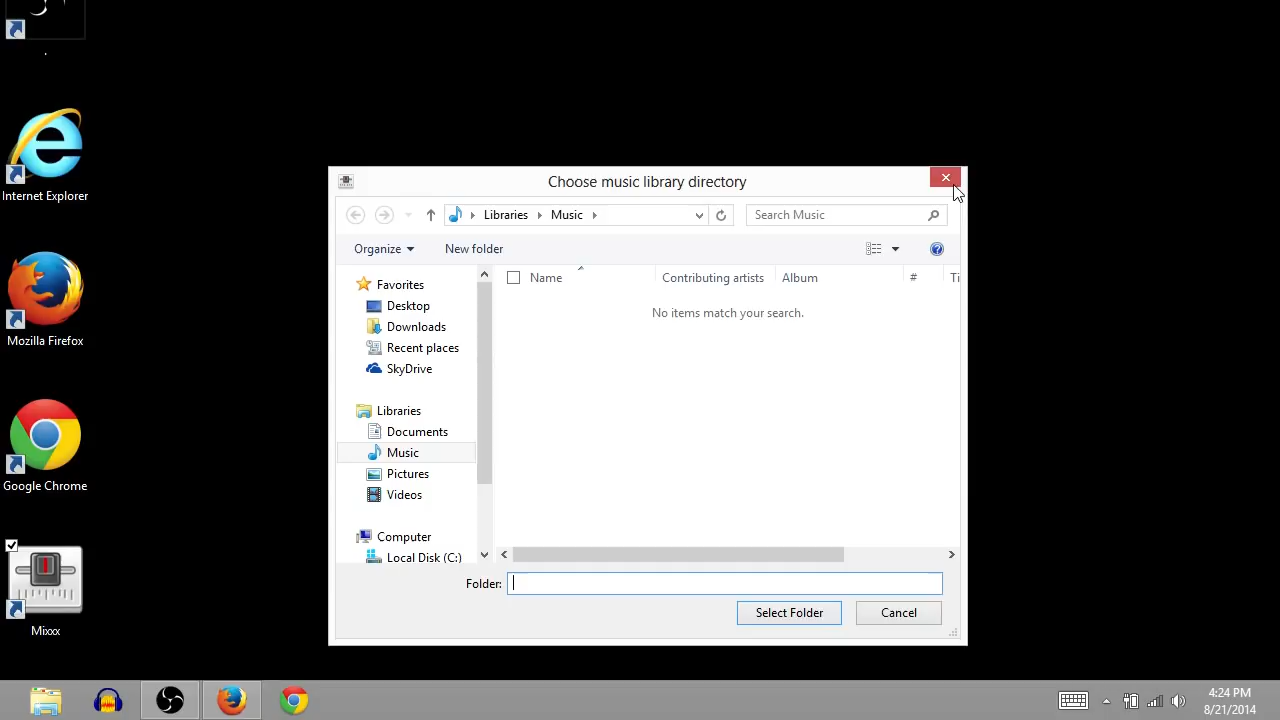 .
Internet Explorer
Mozilla Firefox
Google Chrome
Mixxx
Choose music library directory
Libraries Music
Search Music
Organize New folder
Favorites
Desktop
Downloads
Recent places
SkyDrive
Libraries
Documents
Music
Pictures
Videos
Computer
Local Disk (C:)
Name Contributing artists Album # Ti
No items match your search.
Folder:
Select Folder Cancel
4:24 PM
8/21/2014